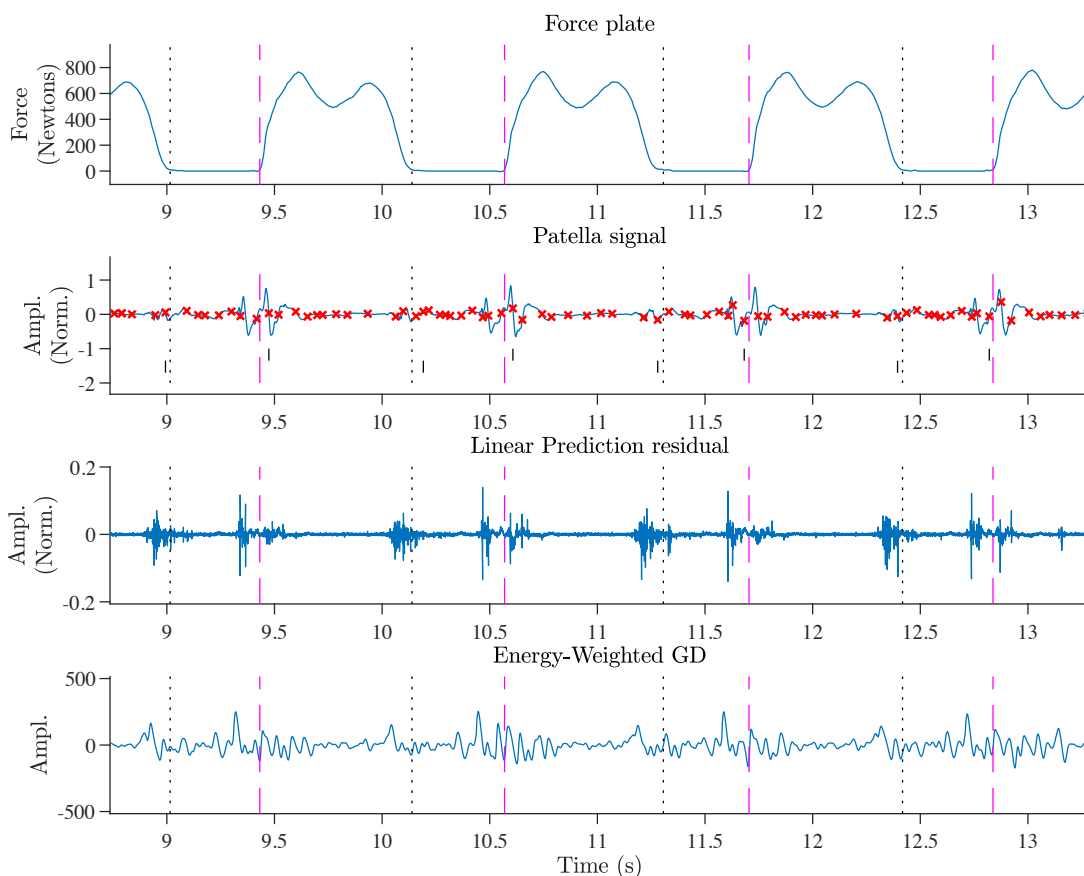 Force plate
Force
(Newtons)
800
600
400
200
0
9 9.5 10 10.5 11 11.5 12 12.5 13
Patella signal
Ampl.
(Norm.)
1
0
-1
-2
9 9.5 10 10.5 11 11.5 12 12.5 13
Linear Prediction residual
Ampl.
(Norm.)
0.2
0
-0.2
9 9.5 10 10.5 11 11.5 12 12.5 13
Energy-Weighted GD
Ampl.
500
0
-500
9 9.5 10 10.5 11 11.5 12 12.5 13
Time (s)